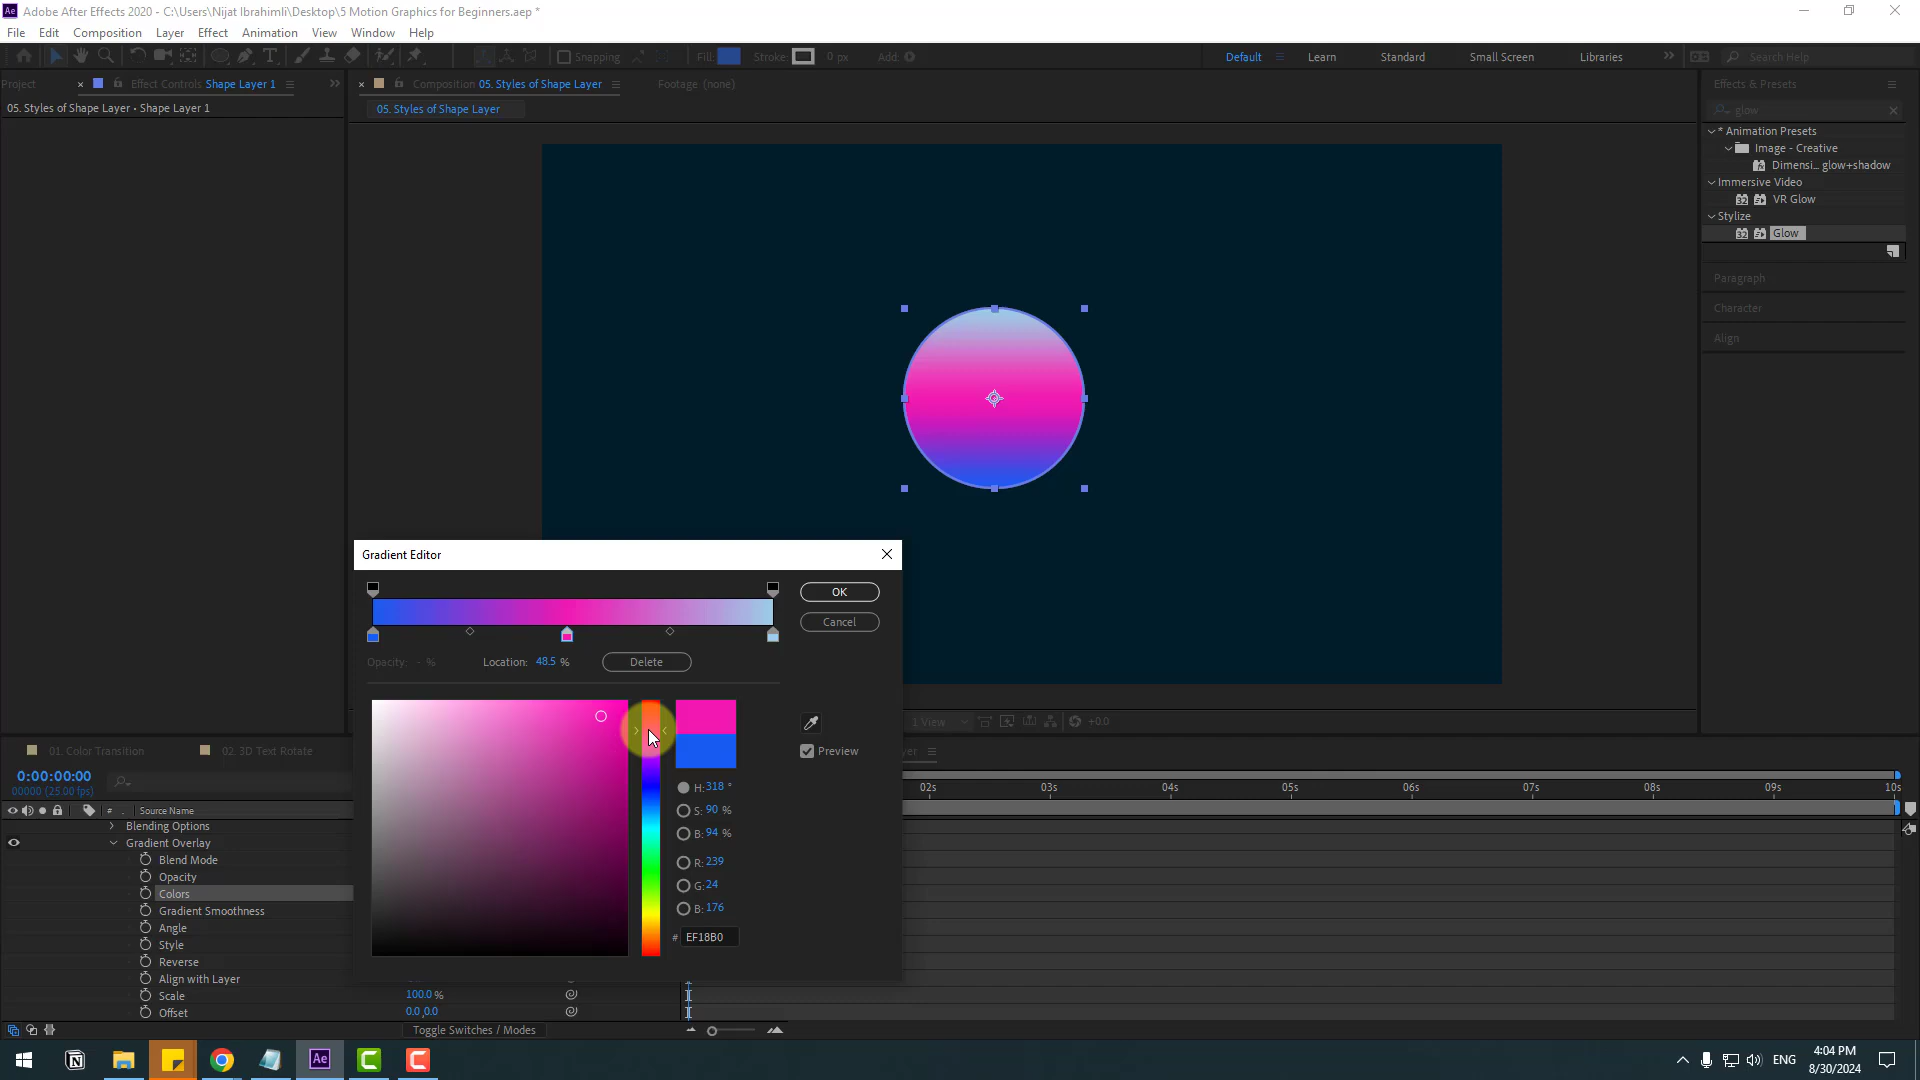 Adobe After Effects 2020 - C:\Users\Nijat Ibrahimli\Desktop\5 Motion Graphics for Beginners.aep *
File Edit Composition Layer Effect Animation View Window Help
Snapping Fill: Stroke: 0 px Add: Default Learn Standard Small Screen Libraries Search Help
Project Effect Controls Shape Layer 1 Composition 05. Styles of Shape Layer Footage (none) Effects & Presets
05. Styles of Shape Layer • Shape Layer 1
05. Styles of Shape Layer
glow
* Animation Presets
Image - Creative
Dimensi... glow+shadow
Immersive Video
VR Glow
Stylize
Glow
Paragraph
Character
Align
Gradient Editor
OK
Cancel
Opacity: - % Location: 48.5 % Delete
Preview
H: 318 °
S: 90 %
B: 94 %
R: 239
G: 24
B: 176
# EF18B0
1 View +0.0
01. Color Transition 02. 3D Text Rotate yer
0:00:00:00
00000 (25.00 fps)
02s 03s 04s 05s 06s 07s 08s 09s 10s
# Source Name
Blending Options
Gradient Overlay
Blend Mode
Opacity
Colors
Gradient Smoothness
Angle
Style
Reverse
Align with Layer
Scale 100.0 %
Offset 0.0 ,0.0
Toggle Switches / Modes
Ae
ENG
4:04 PM
8/30/2024